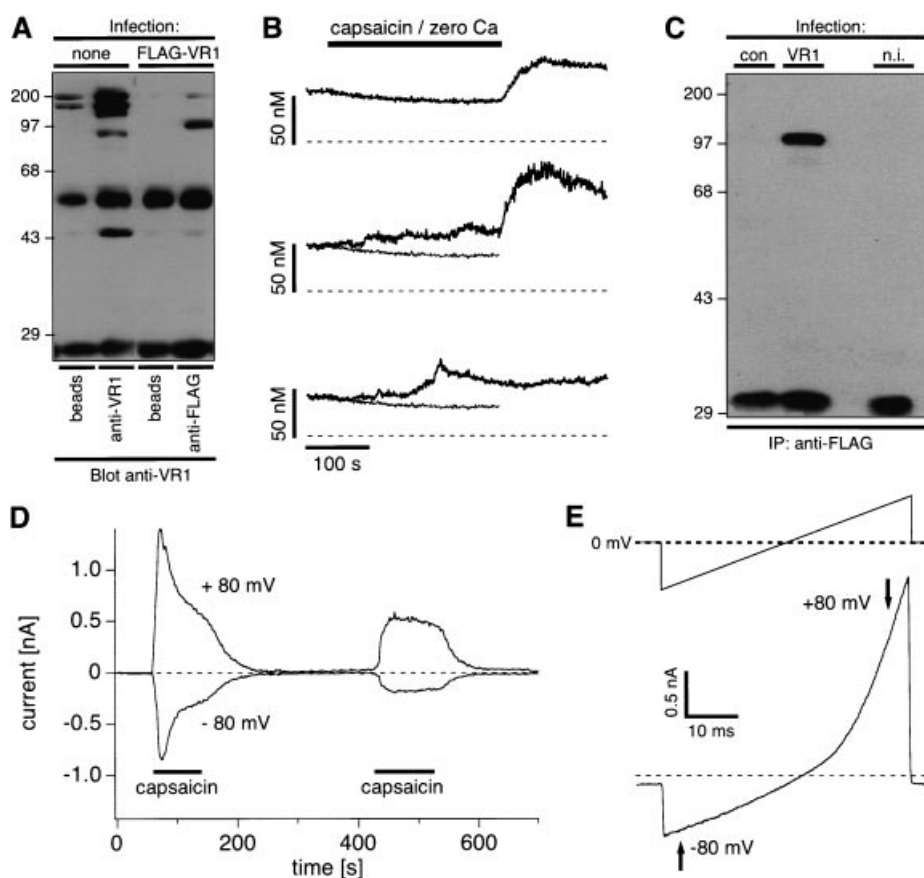 A
Infection:
none FLAG-VR1
200
97
68
43
29
beads
anti-VR1
beads
anti-FLAG
Blot anti-VR1
B
capsaicin / zero Ca
50 nM
50 nM
50 nM
100 s
C
Infection:
con VR1 n.i.
200
97
68
43
29
IP: anti-FLAG
D
current [nA]
1.0
0.5
0
-0.5
-1.0
+ 80 mV
- 80 mV
capsaicin
capsaicin
0 200 400 600
time [s]
E
0 mV
+80 mV
0.5 nA
10 ms
-80 mV